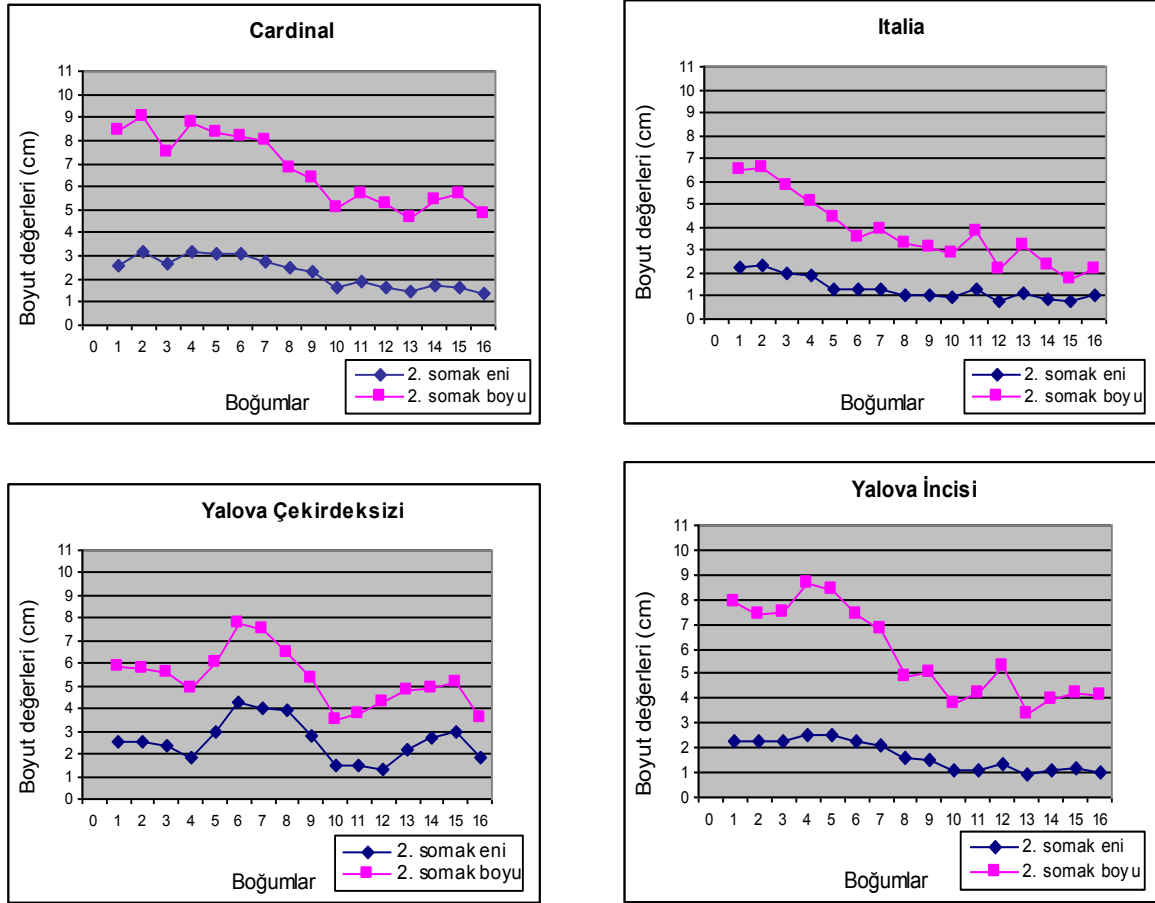 Cardinal
11
10
9
8
7
6
5
4
3
2
1
0
Boyut değerleri (cm)
0 1 2 3 4 5 6 7 8 9 10 11 12 13 14 15 16
Boğumlar
2. somak eni
2. somak boyu
Italia
11
10
9
8
7
6
5
4
3
2
1
0
Boyut değerleri (cm)
0 1 2 3 4 5 6 7 8 9 10 11 12 13 14 15 16
Boğumlar
2. somak eni
2. somak boyu
Yalova Çekirdeksizi
11
10
9
8
7
6
5
4
3
2
1
0
Boyut değerleri (cm)
0 1 2 3 4 5 6 7 8 9 10 11 12 13 14 15 16
Boğumlar
2. somak eni
2. somak boyu
Yalova İncisi
11
10
9
8
7
6
5
4
3
2
1
0
Boyut değerleri (cm)
0 1 2 3 4 5 6 7 8 9 10 11 12 13 14 15 16
Boğumlar
2. somak eni
2. somak boyu